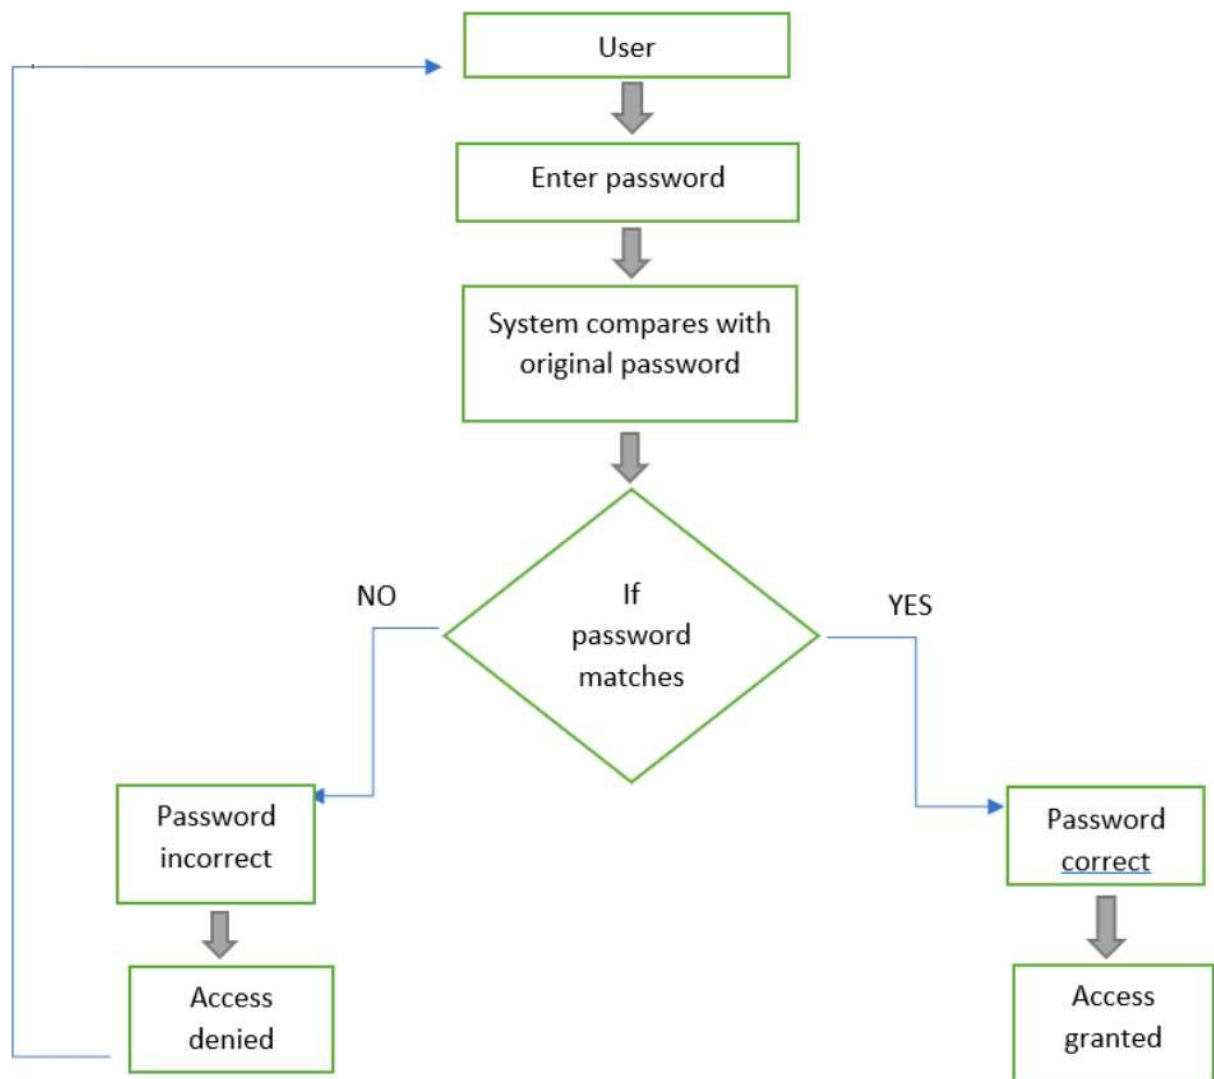 User
Enter password
System compares with
original password
If
password
matches
NO
YES
Password
incorrect
Password
correct
Access
denied
Access
granted